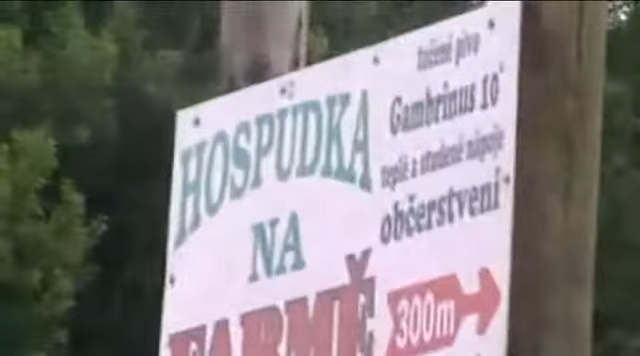 HOSPŮDKA
NA
FARMĚ
točené pivo
Gambrinus 10°
teplé a studené nápoje
občerstvení
300m